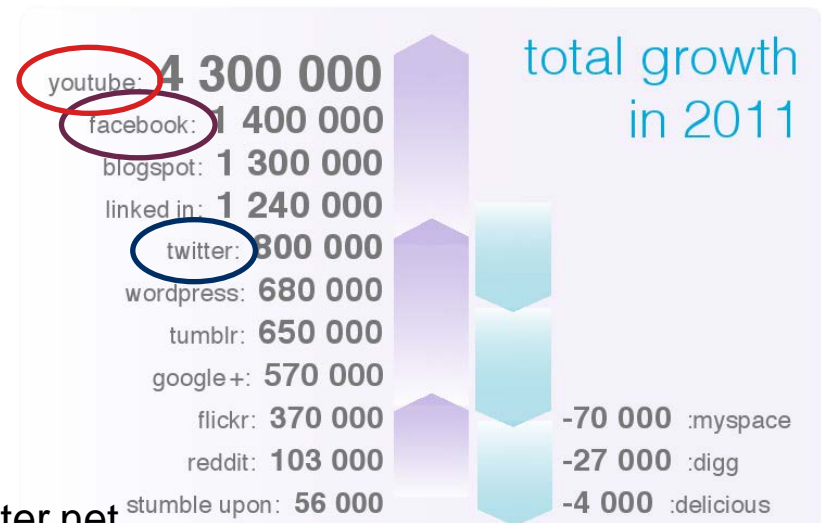 total growth
in 2011
youtube: 4 300 000
facebook: 1 400 000
blogspot: 1 300 000
linked in: 1 240 000
twitter: 800 000
wordpress: 680 000
tumblr: 650 000
google+: 570 000
flickr: 370 000
-70 000 :myspace
reddit: 103 000
-27 000 :digg
stumble upon: 56 000
-4 000 :delicious
ter.net